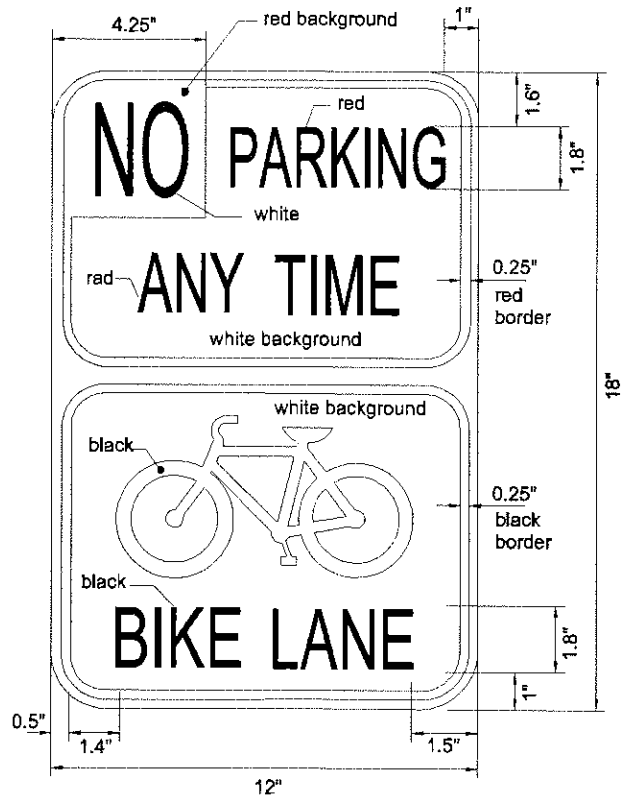 4.25"
red background
1"
NO PARKING
red
1.6"
1.8"
white
rad
ANY TIME
0.25"
red
border
white background
18"
white background
black
0.25"
black
border
black
BIKE LANE
1.8"
1"
0.5"
1.4"
1.5"
12"